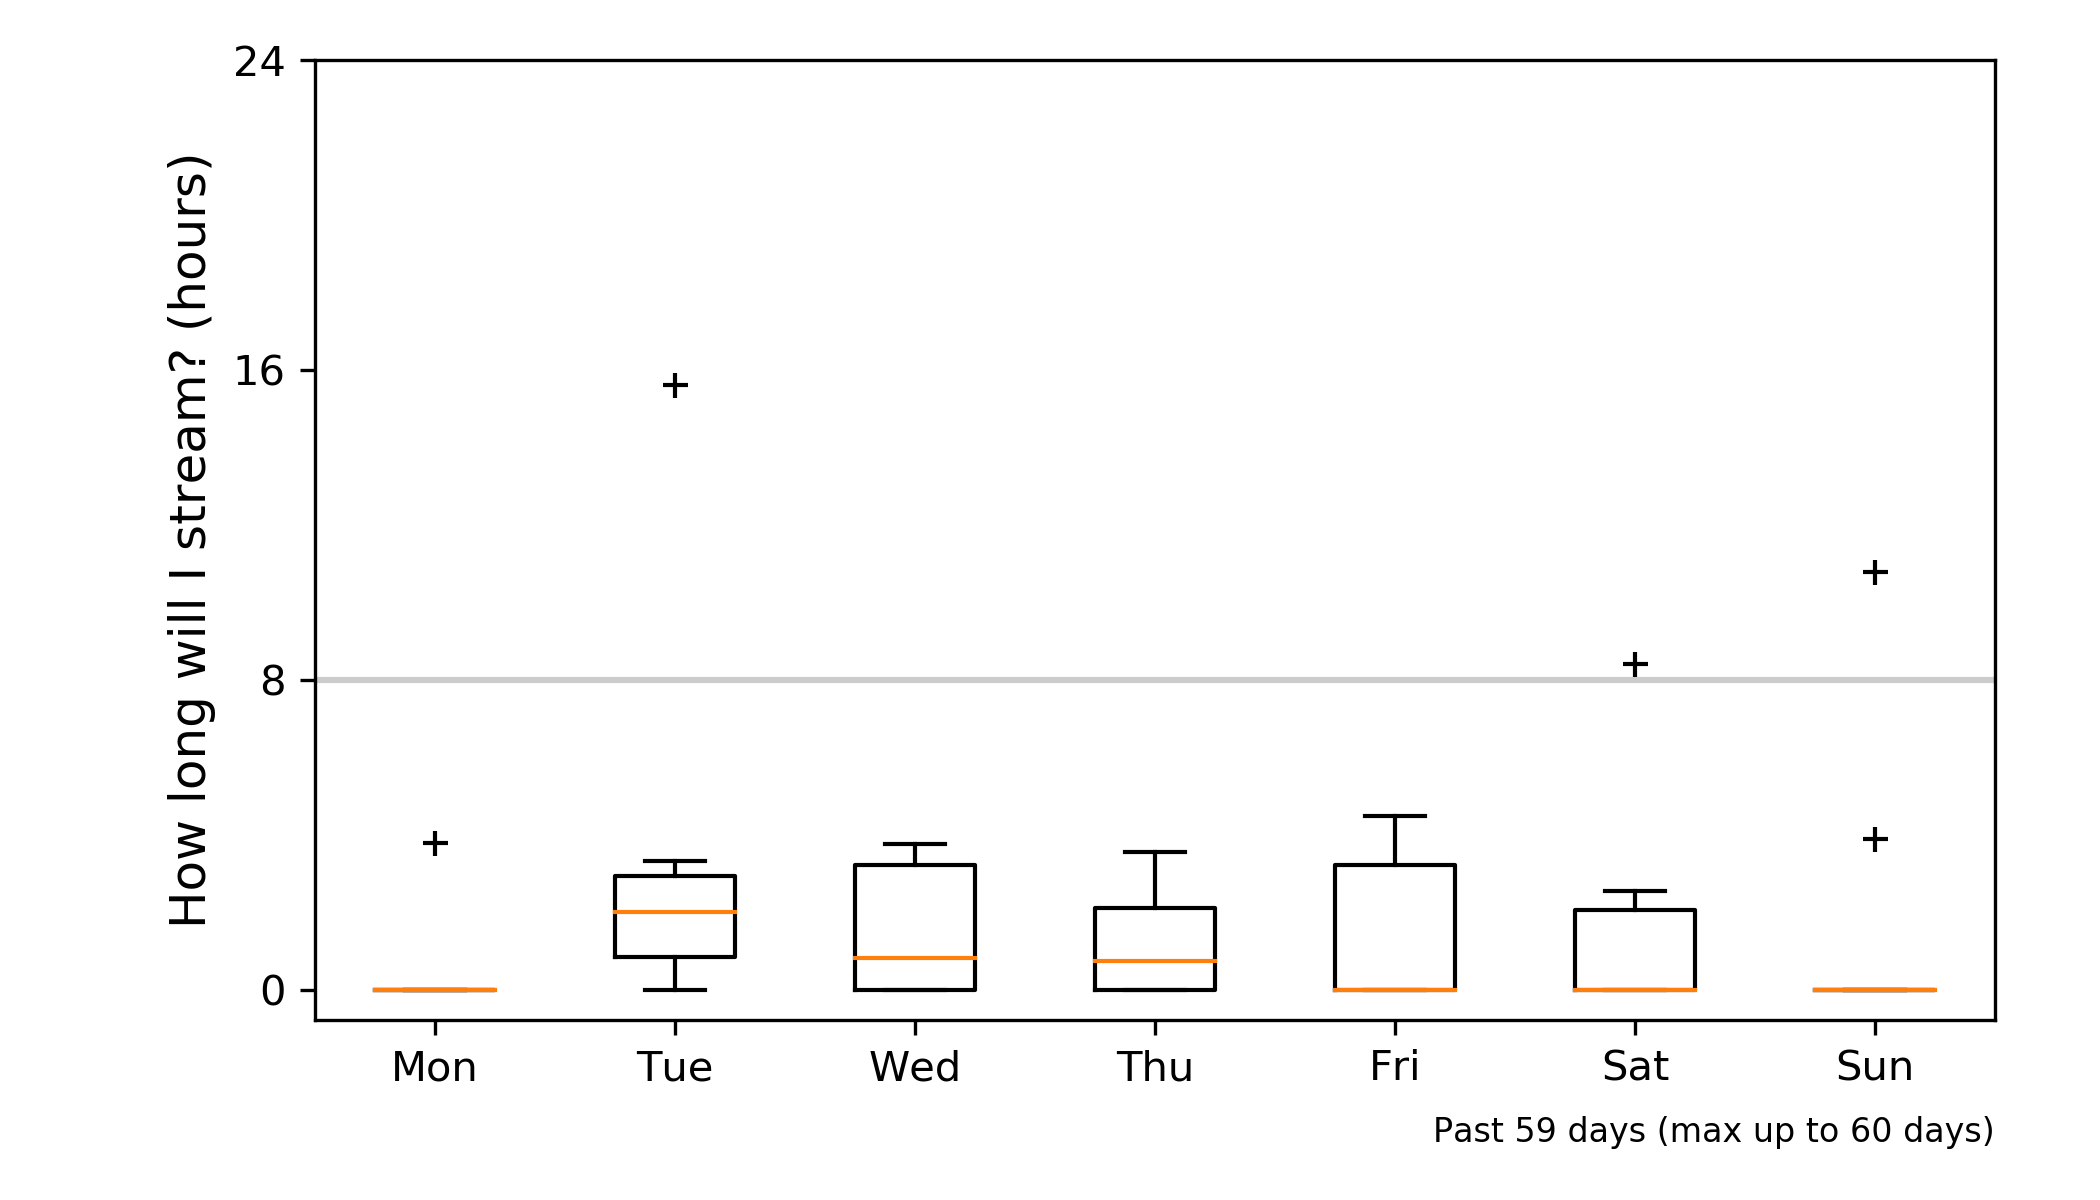 How long will I stream? (hours)
24
16
8
0
Mon Tue Wed Thu Fri Sat Sun
Past 59 days (max up to 60 days)